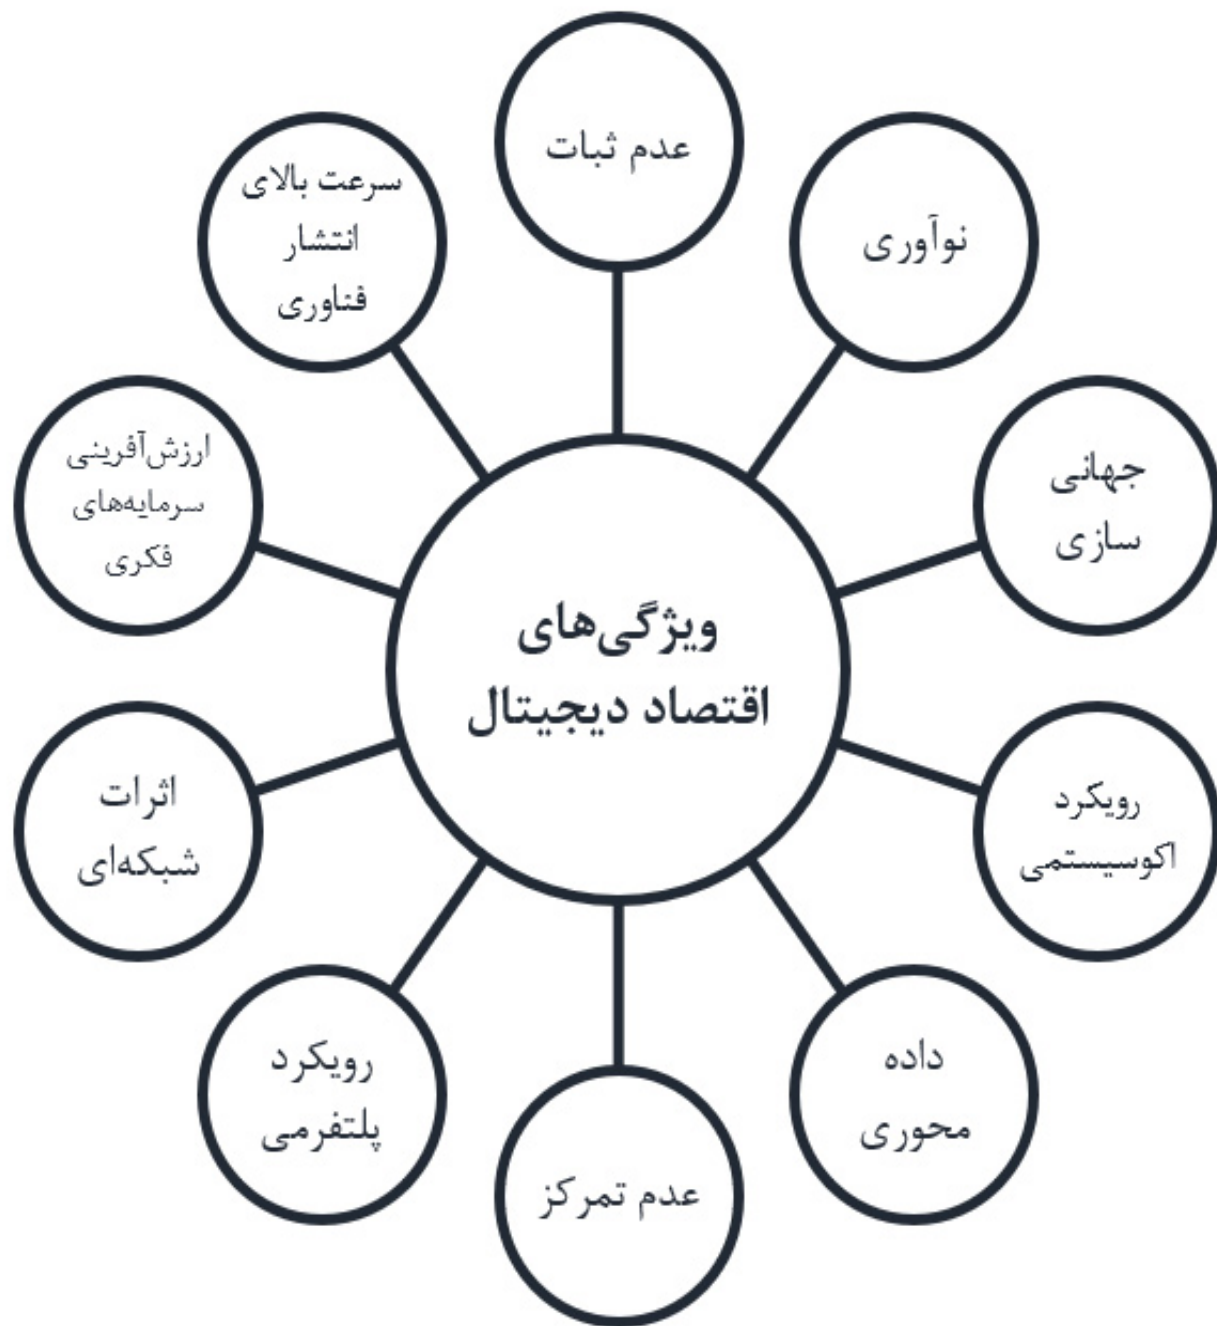 ویژگی‌های
اقتصاد دیجیتال
عدم ثبات
نوآوری
جهانی
سازی
رویکرد
اکوسیستمی
داده
محوری
عدم تمرکز
رویکرد
پلتفرمی
اثرات
شبکه‌ای
ارزش‌آفرینی
سرمایه‌های
فکری
سرعت بالای
انتشار
فناوری